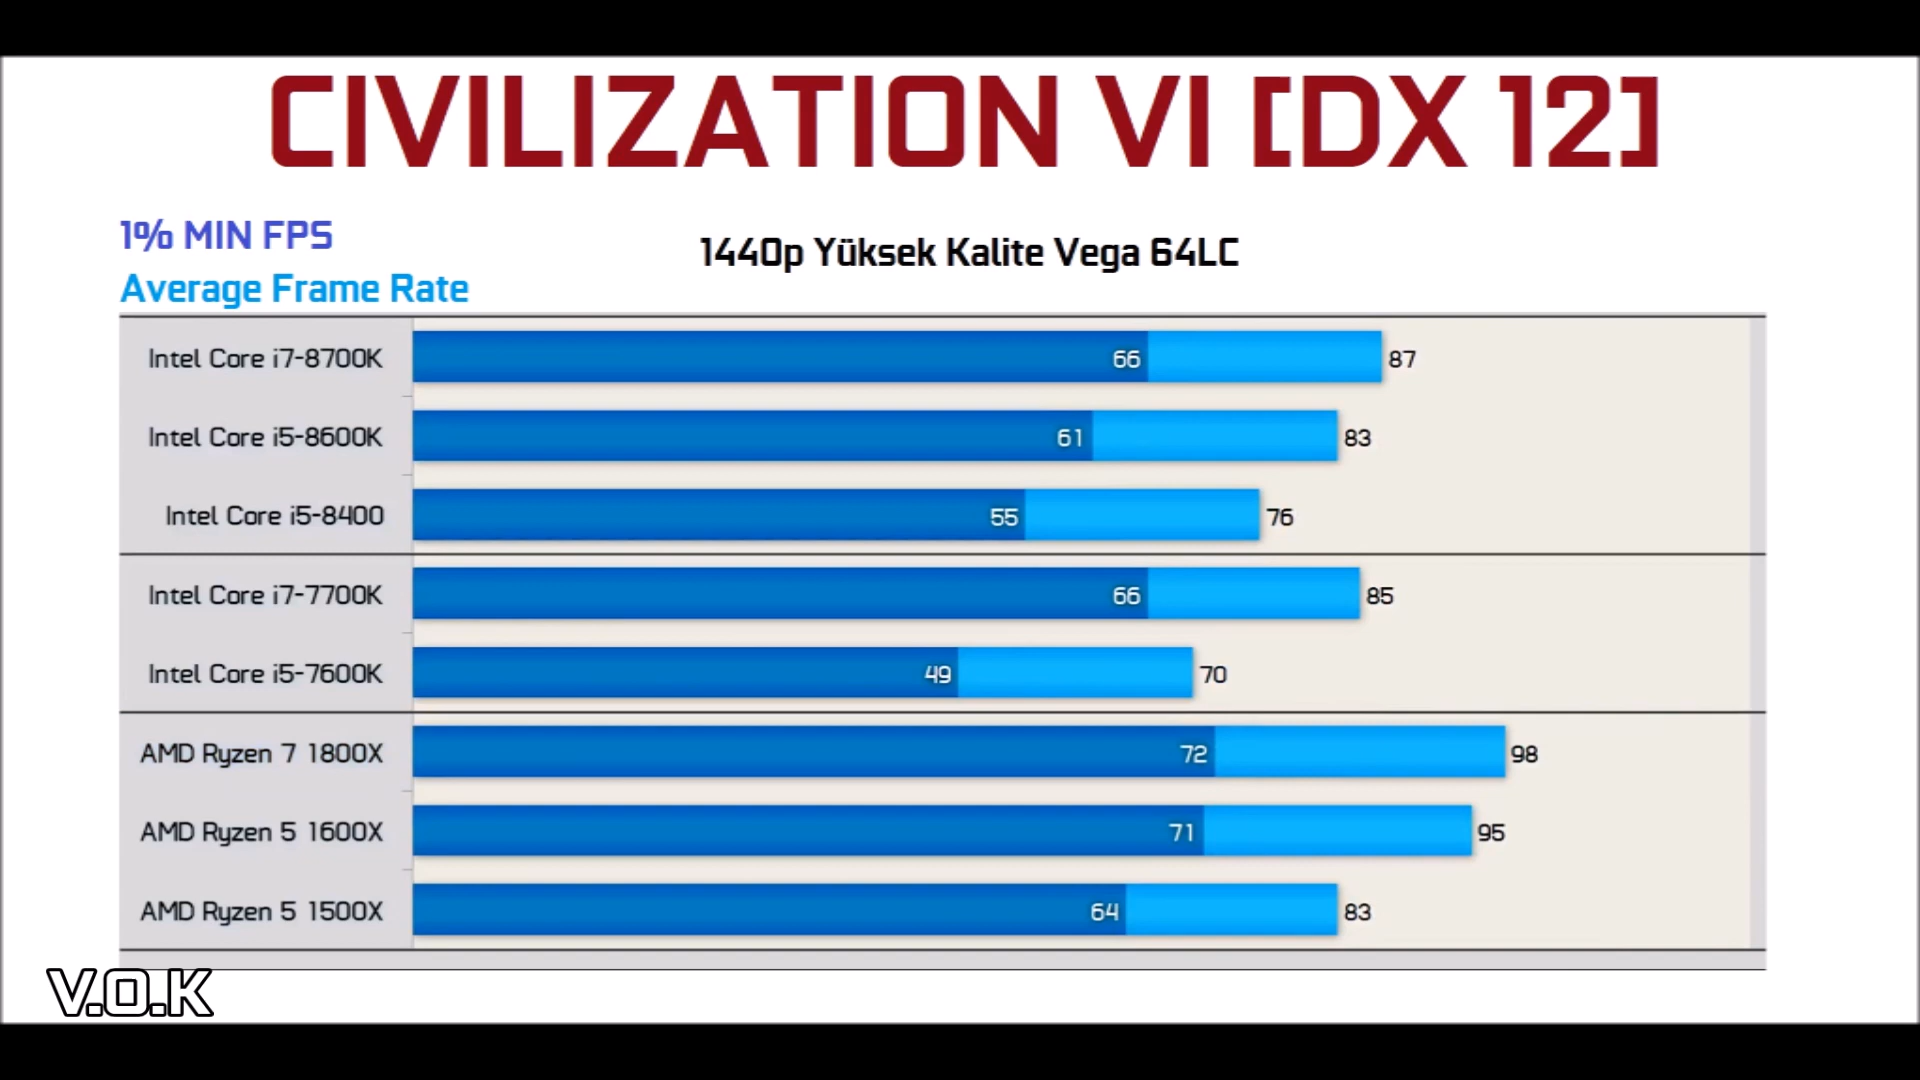 CIVILIZATION VI [DX 12]
1% MIN FPS
1440p Yüksek Kalite Vega 64LC
Average Frame Rate
Intel Core i7-8700K 66 87
Intel Core i5-8600K 61 83
Intel Core i5-8400 55 76
Intel Core i7-7700K 66 85
Intel Core i5-7600K 49 70
AMD Ryzen 7 1800X 72 98
AMD Ryzen 5 1600X 71 95
AMD Ryzen 5 1500X 64 83
V.O.K